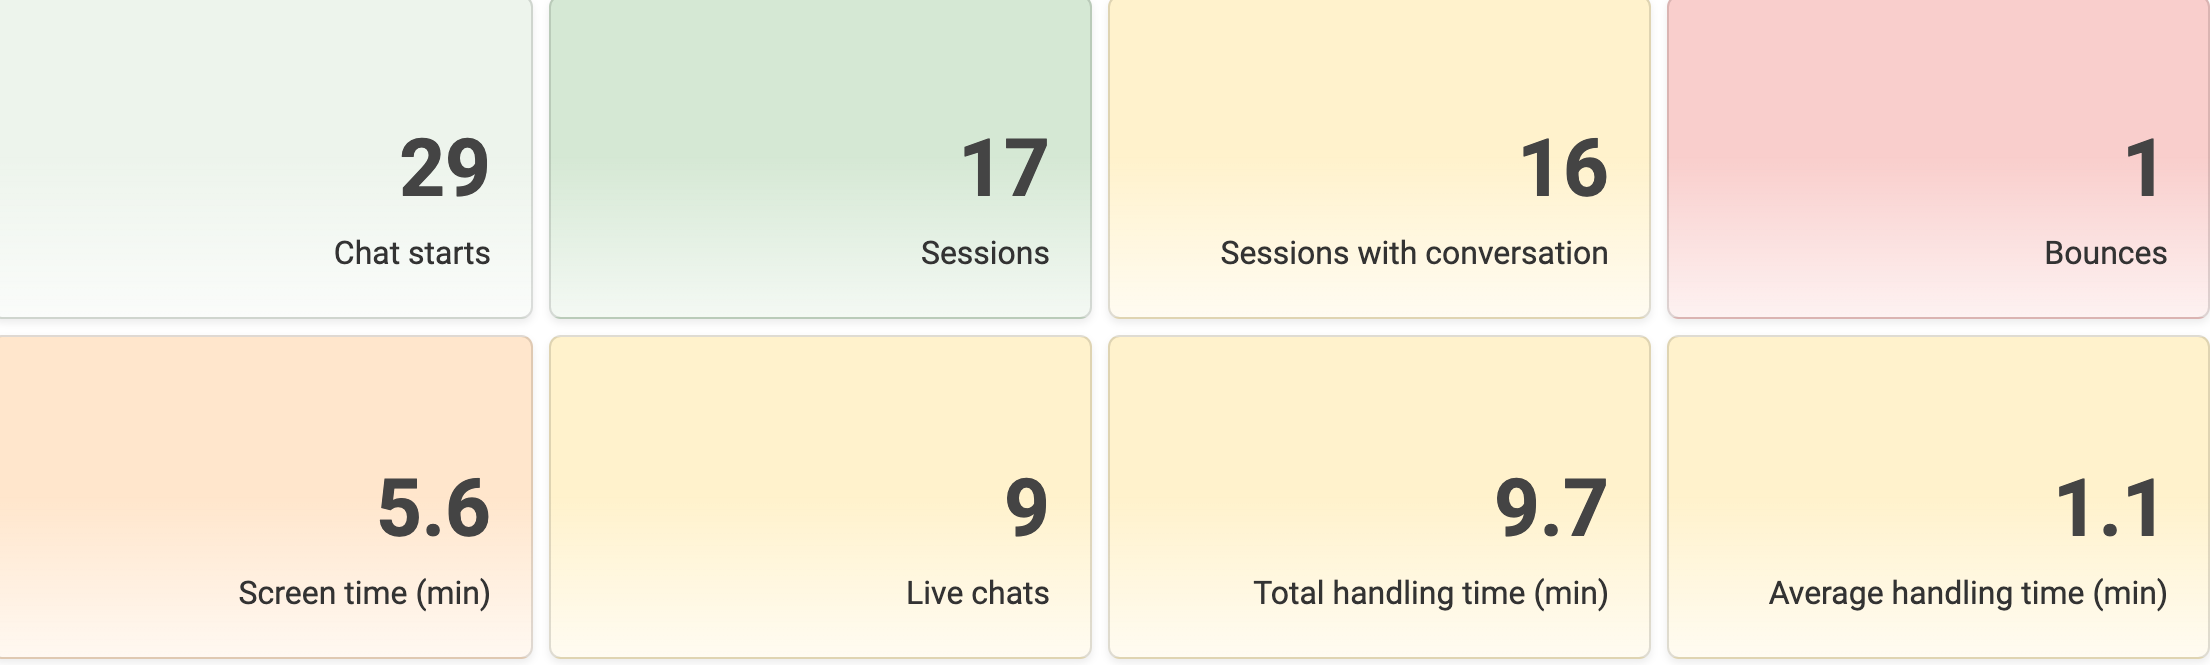 29
Chat starts
17
Sessions
16
Sessions with conversation
1
Bounces
5.6
Screen time (min)
9
Live chats
9.7
Total handling time (min)
1.1
Average handling time (min)